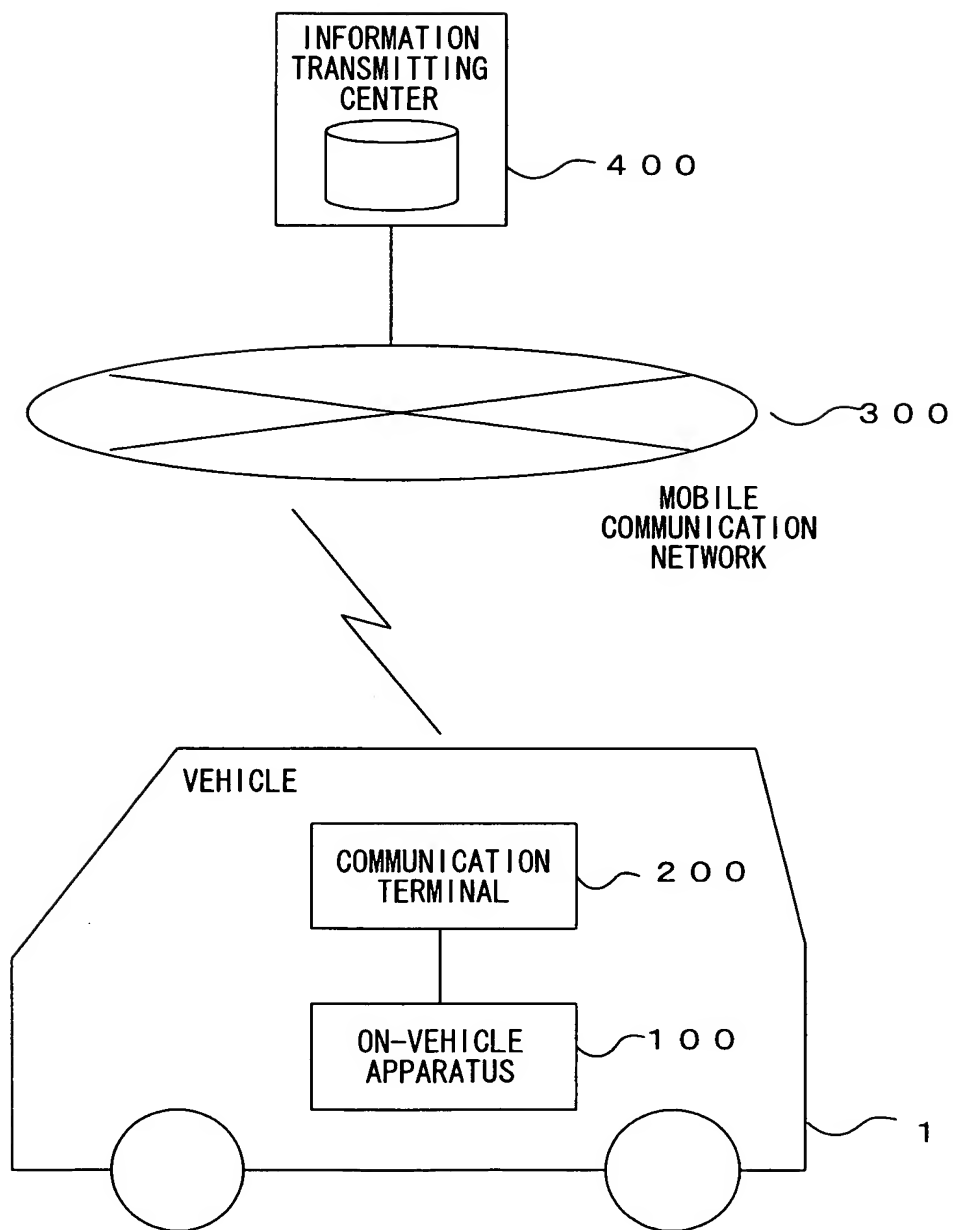 INFORMATION
TRANSMITTING
CENTER
400
300
MOBILE
COMMUNICATION
NETWORK
VEHICLE
COMMUNICATION
TERMINAL
200
ON-VEHICLE
APPARATUS
100
1